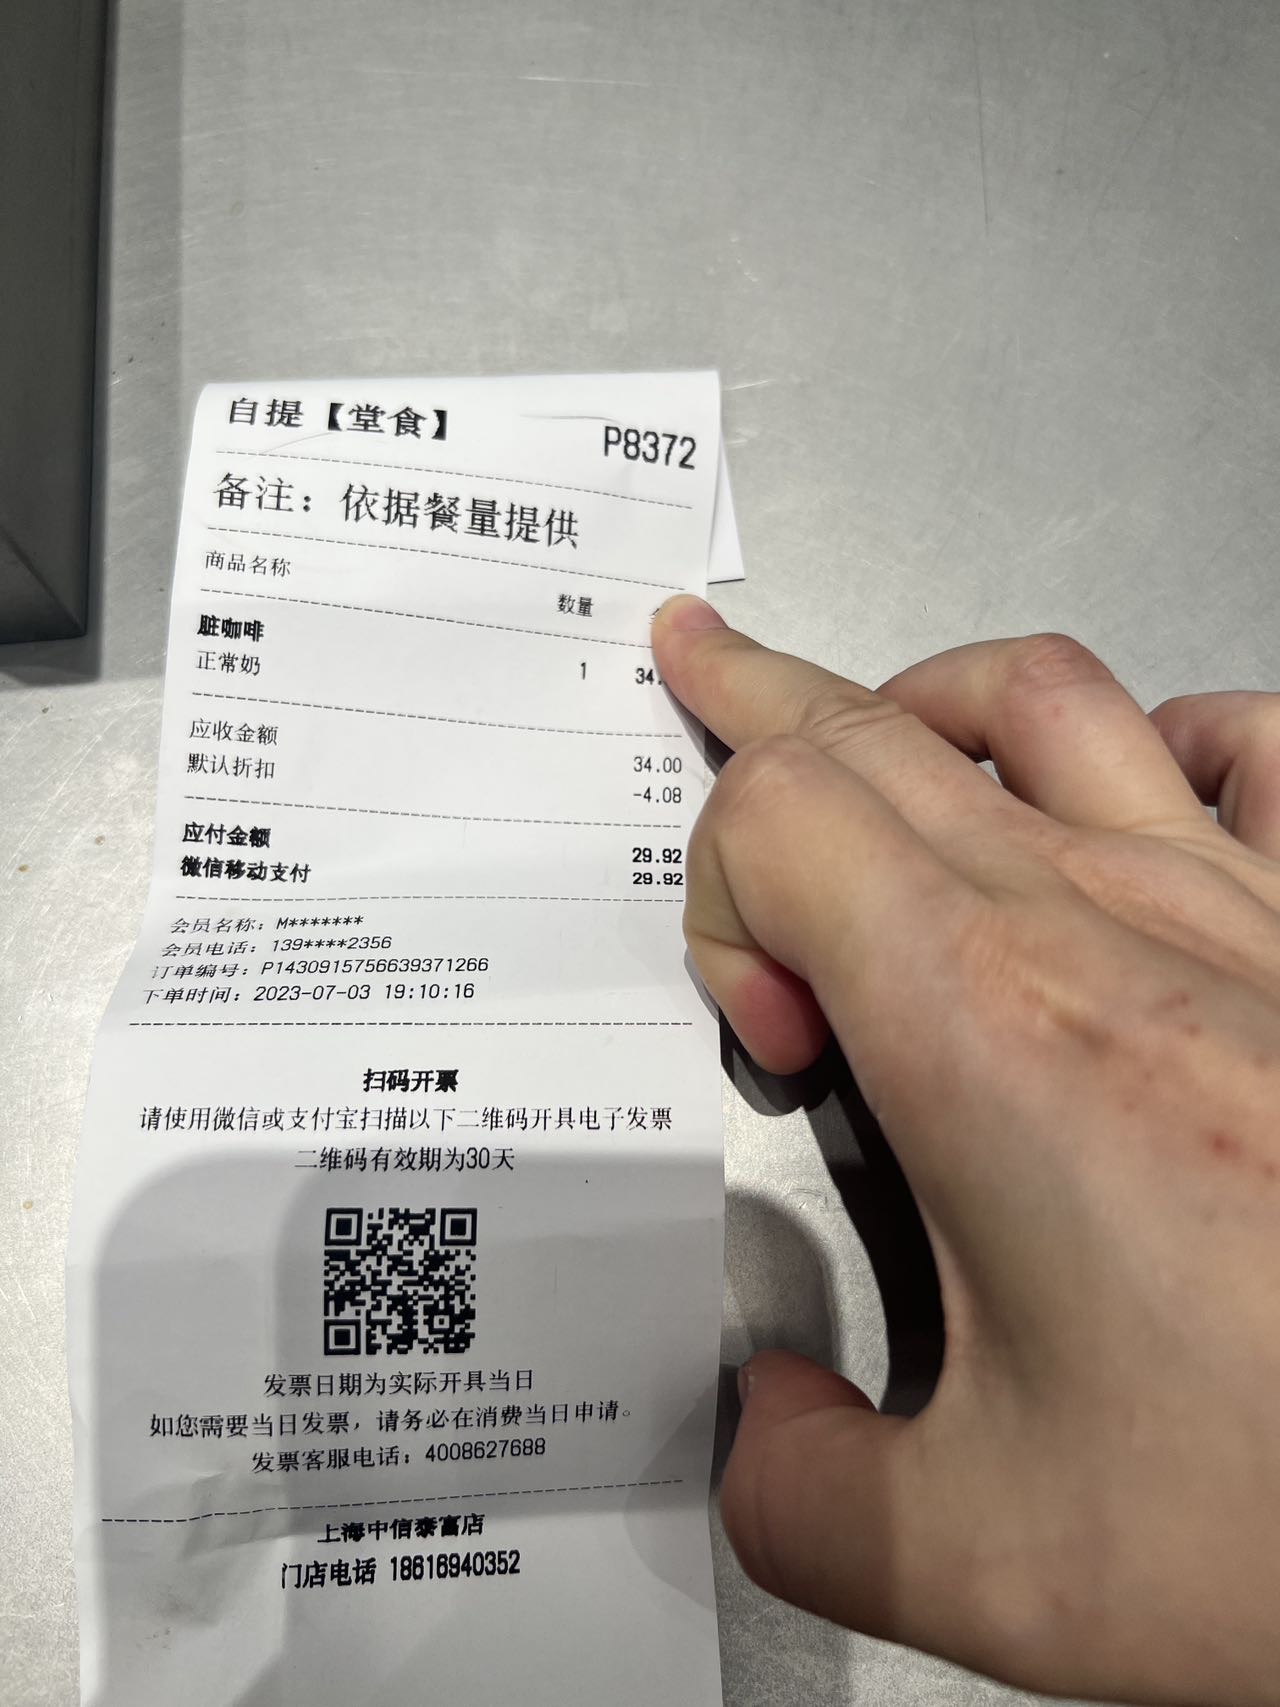 自提【堂食】 P8372
备注：依据餐量提供
商品名称 数量
脏咖啡
正常奶 1 34.
应收金额 34.00
默认折扣 -4.08
应付金额 29.92
微信移动支付 29.92
会员名称：M*******
会员电话：139****2356
订单编号：P1430915756639371266
下单时间：2023-07-03 19:10:16
扫码开票
请使用微信或支付宝扫描以下二维码开具电子发票
二维码有效期为30天
发票日期为实际开具当日
如您需要当日发票，请务必在消费当日申请。
发票客服电话：4008627688
上海中信泰富店
门店电话 18616940352